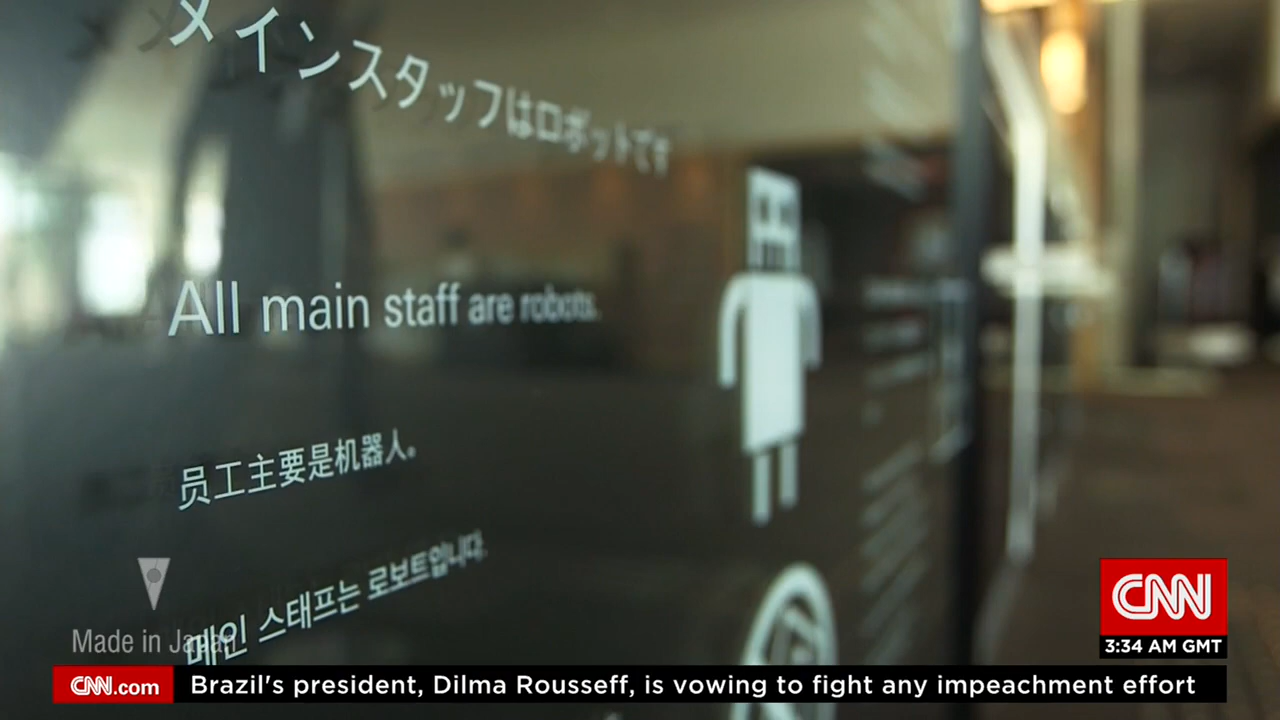 メインスタッフはロボットです
All main staff are robots.
员工主要是机器人。
메인 스태프는 로보트입니다.
Made in Japan
CNN
3:34 AM GMT
CNN.com Brazil's president, Dilma Rousseff, is vowing to fight any impeachment effort